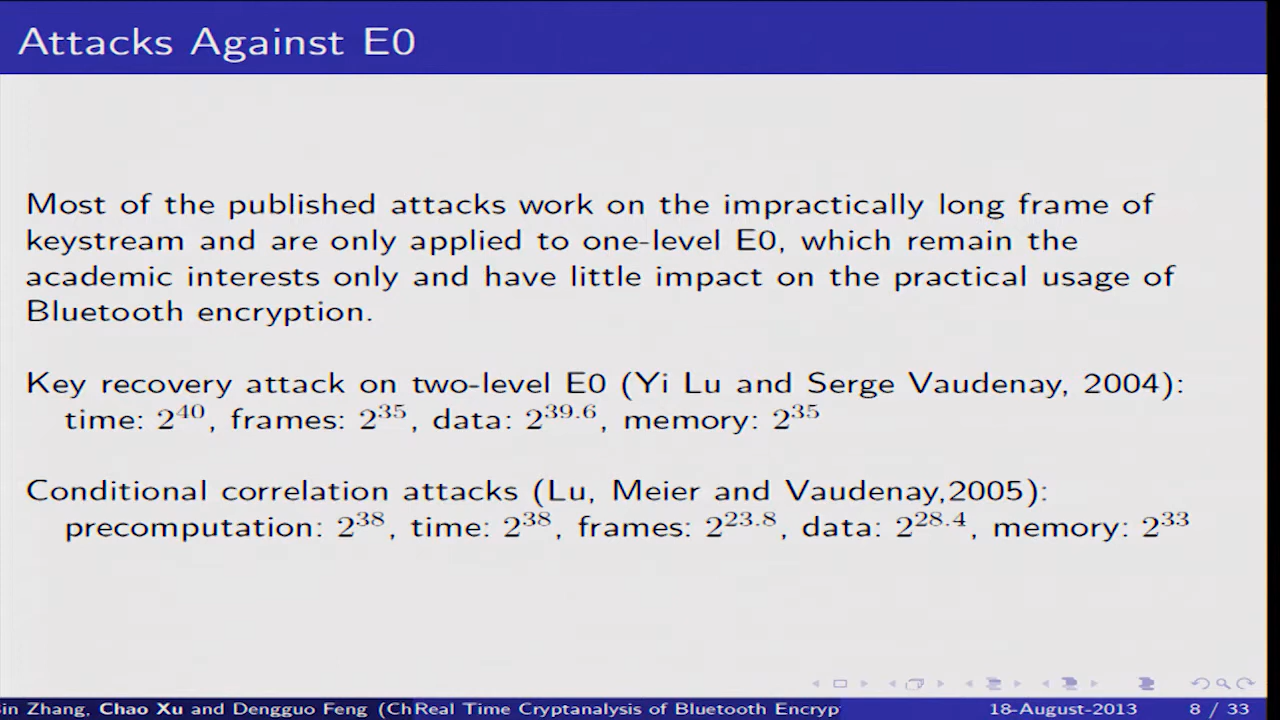 Attacks Against E0
Most of the published attacks work on the impractically long frame of
keystream and are only applied to one-level E0, which remain the
academic interests only and have little impact on the practical usage of
Bluetooth encryption.
Key recovery attack on two-level E0 (Yi Lu and Serge Vaudenay, 2004):
time: 2^40, frames: 2^35, data: 2^39.6, memory: 2^35
Conditional correlation attacks (Lu, Meier and Vaudenay,2005):
precomputation: 2^38, time: 2^38, frames: 2^23.8, data: 2^28.4, memory: 2^33
in Zhang, Chao Xu and Dengguo Feng (Ch Real Time Cryptanalysis of Bluetooth Encryp 18-August-2013 8 / 33